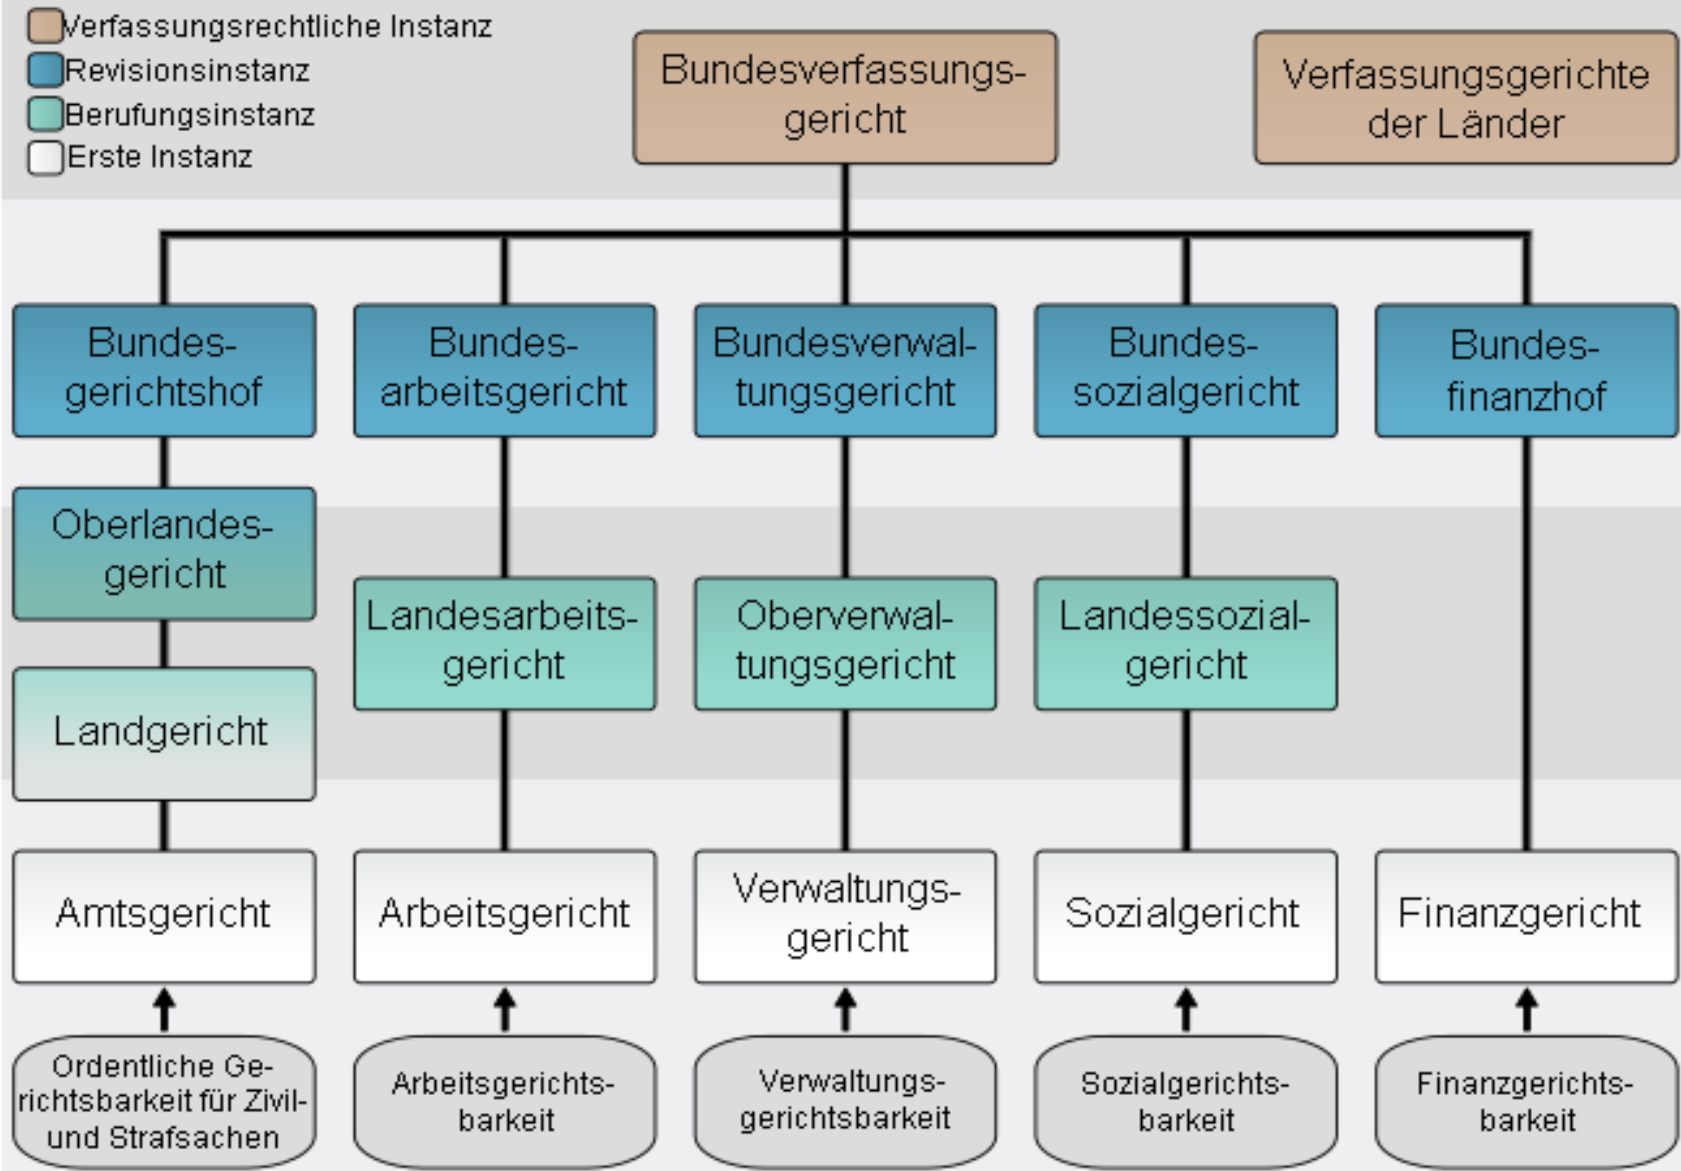 Verfassungsrechtliche Instanz
Revisionsinstanz
Berufungsinstanz
Erste Instanz
Bundesverfassungs-
gericht
Verfassungsgerichte
der Länder
Bundes-
gerichtshof
Bundes-
arbeitsgericht
Bundesverwal-
tungsgericht
Bundes-
sozialgericht
Bundes-
finanzhof
Oberlandes-
gericht
Landesarbeits-
gericht
Oberverwal-
tungsgericht
Landessozial-
gericht
Landgericht
Amtsgericht
Arbeitsgericht
Verwaltungs-
gericht
Sozialgericht
Finanzgericht
Ordentliche Ge-
richtsbarkeit für Zivil-
und Strafsachen
Arbeitsgerichts-
barkeit
Verwaltungs-
gerichtsbarkeit
Sozialgerichts-
barkeit
Finanzgerichts-
barkeit